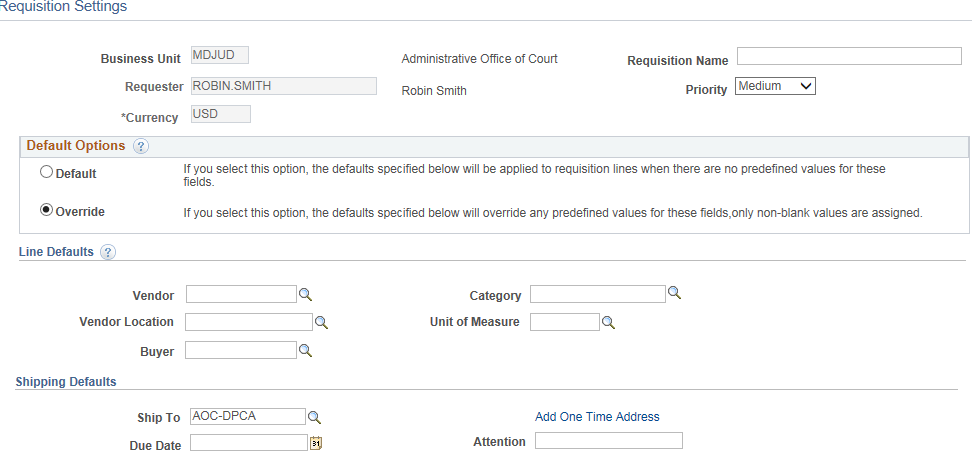 Requisition Settings
Business Unit MDJUD Administrative Office of Court Requisition Name
Requester ROBIN.SMITH Robin Smith Priority Medium
*Currency USD
Default Options ?
Default If you select this option, the defaults specified below will be applied to requisition lines when there are no predefined values for these
fields.
Override If you select this option, the defaults specified below will override any predefined values for these fields,only non-blank values are assigned.
Line Defaults ?
Vendor Category
Vendor Location Unit of Measure
Buyer
Shipping Defaults
Ship To AOC-DPCA Add One Time Address
Due Date 31 Attention